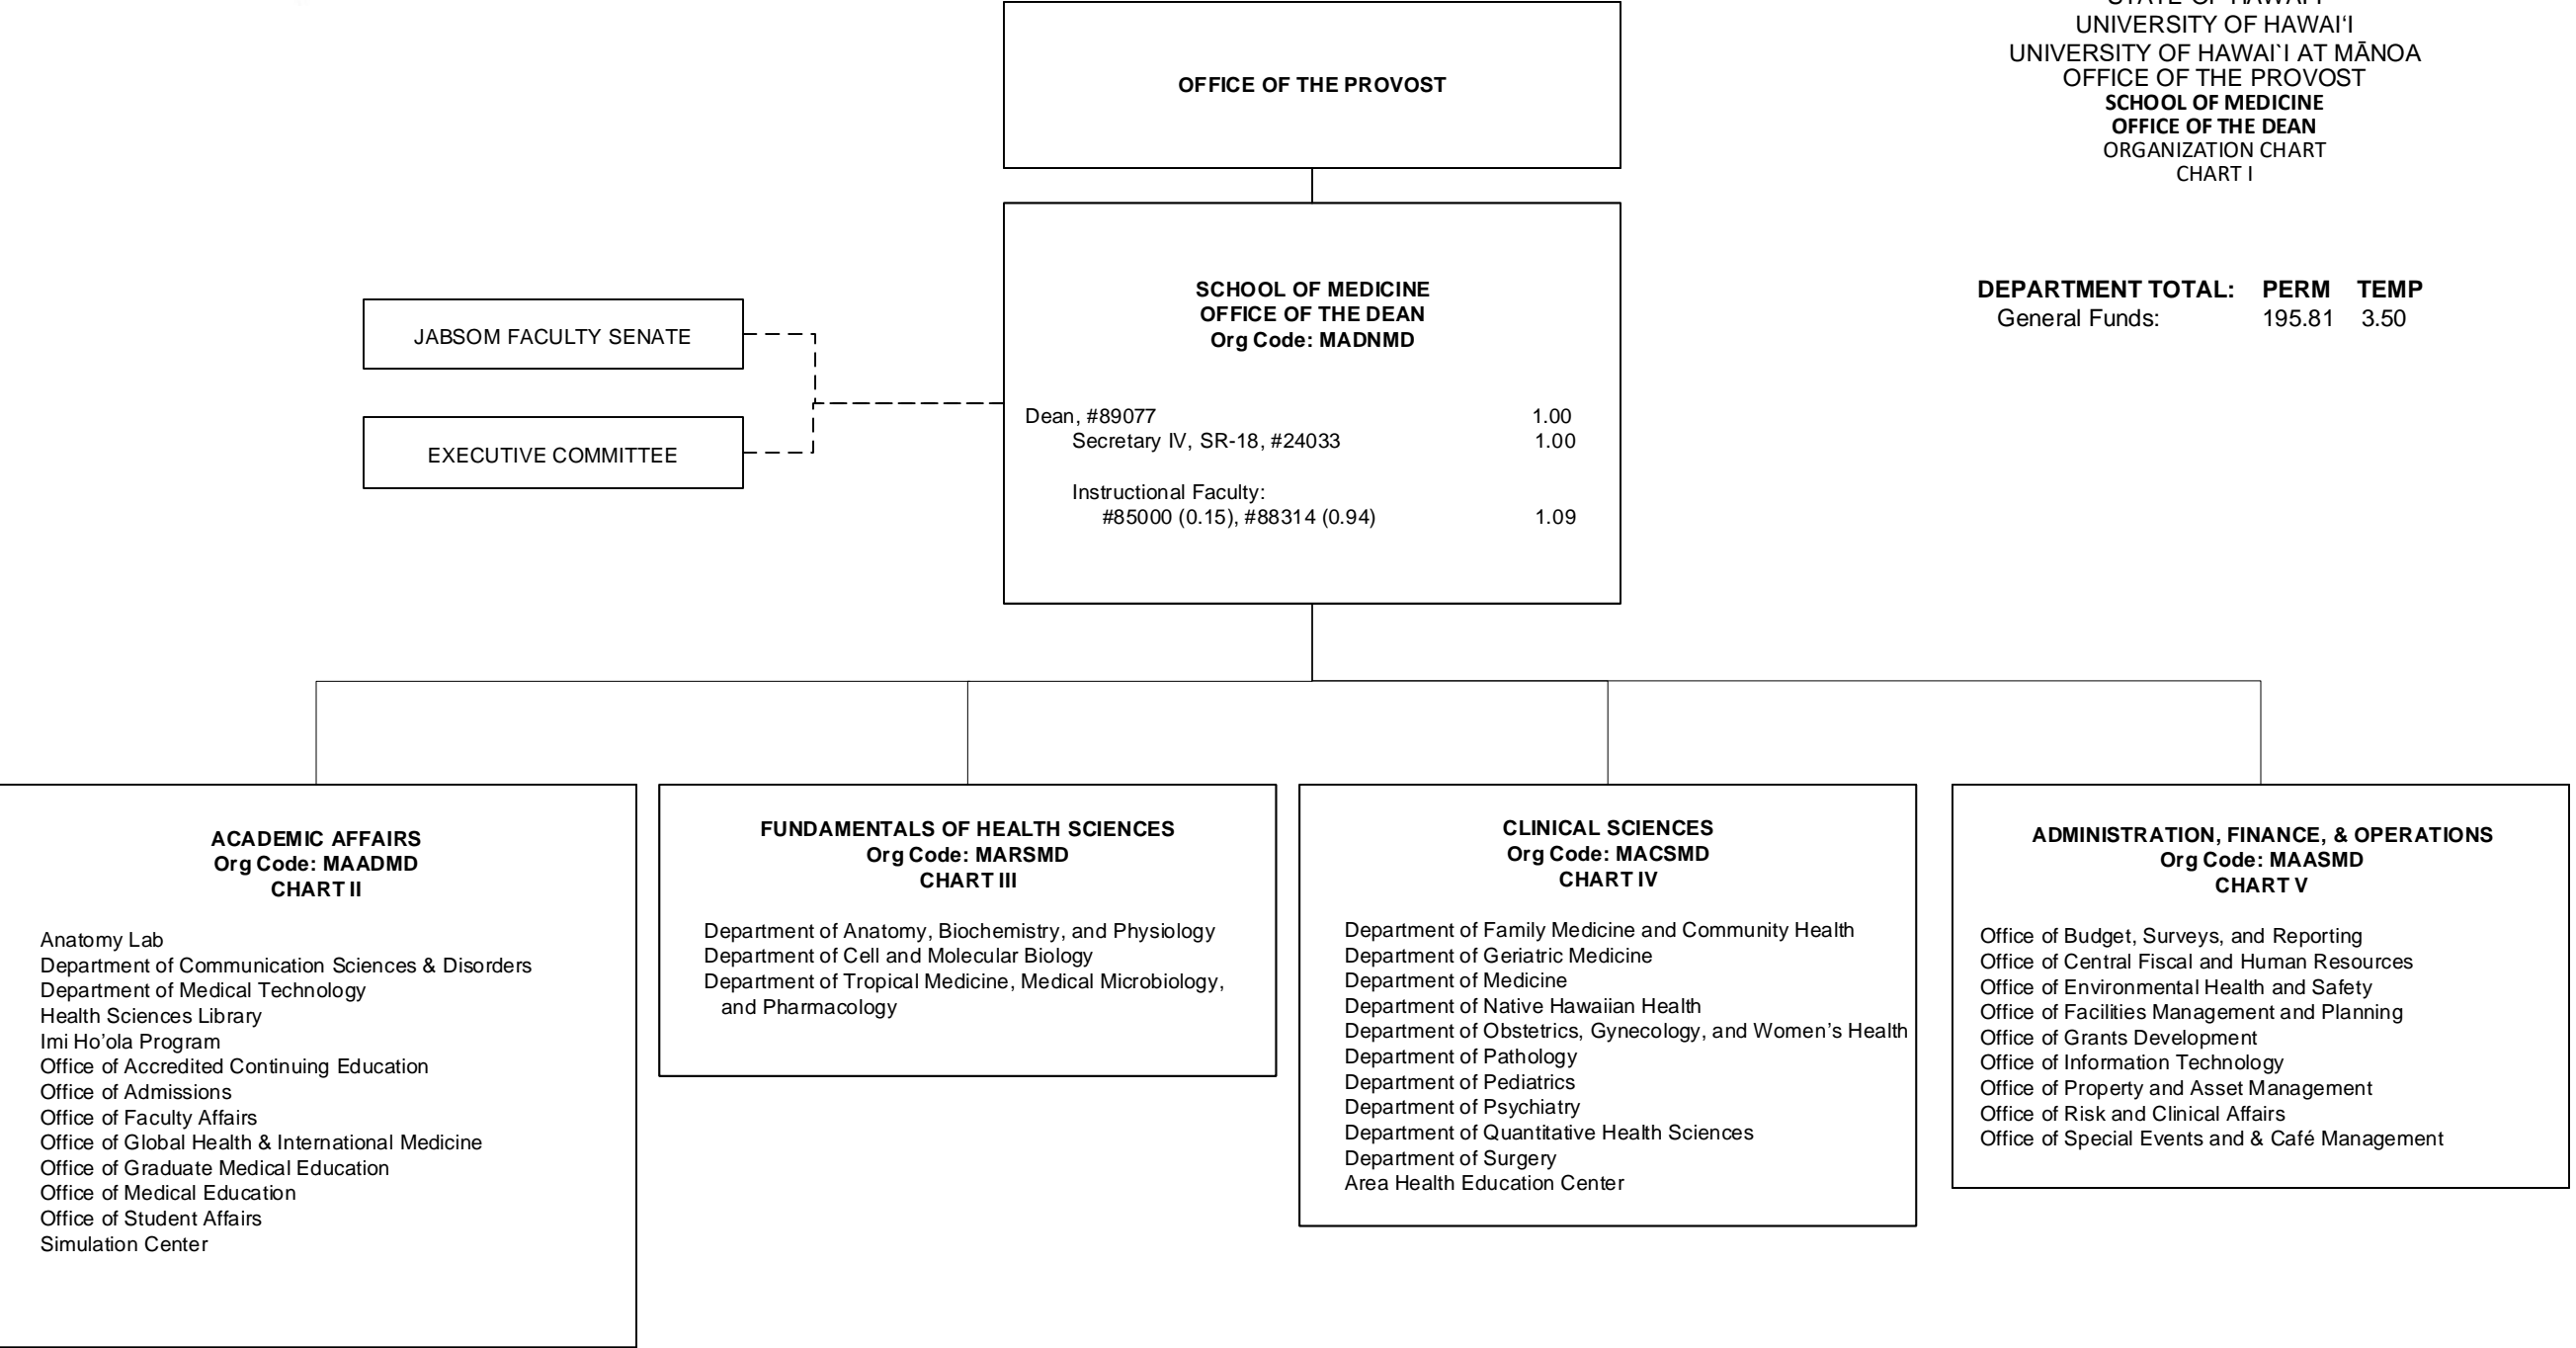 STATE OF HAWAI‘I
UNIVERSITY OF HAWAI‘I
UNIVERSITY OF HAWAI`I AT MĀNOA
OFFICE OF THE PROVOST
SCHOOL OF MEDICINE
OFFICE OF THE DEAN
ORGANIZATION CHART
CHART I
OFFICE OF THE PROVOST
SCHOOL OF MEDICINE
OFFICE OF THE DEAN
Org Code: MADNMD
Dean, #89077 1.00
Secretary IV, SR-18, #24033 1.00
Instructional Faculty:
#85000 (0.15), #88314 (0.94) 1.09
DEPARTMENT TOTAL: PERM TEMP
General Funds: 195.81 3.50
JABSOM FACULTY SENATE
EXECUTIVE COMMITTEE
ACADEMIC AFFAIRS
Org Code: MAADMD
CHART II
Anatomy Lab
Department of Communication Sciences & Disorders
Department of Medical Technology
Health Sciences Library
Imi Ho’ola Program
Office of Accredited Continuing Education
Office of Admissions
Office of Faculty Affairs
Office of Global Health & International Medicine
Office of Graduate Medical Education
Office of Medical Education
Office of Student Affairs
Simulation Center
FUNDAMENTALS OF HEALTH SCIENCES
Org Code: MARSMD
CHART III
Department of Anatomy, Biochemistry, and Physiology
Department of Cell and Molecular Biology
Department of Tropical Medicine, Medical Microbiology,
and Pharmacology
CLINICAL SCIENCES
Org Code: MACSMD
CHART IV
Department of Family Medicine and Community Health
Department of Geriatric Medicine
Department of Medicine
Department of Native Hawaiian Health
Department of Obstetrics, Gynecology, and Women’s Health
Department of Pathology
Department of Pediatrics
Department of Psychiatry
Department of Quantitative Health Sciences
Department of Surgery
Area Health Education Center
ADMINISTRATION, FINANCE, & OPERATIONS
Org Code: MAASMD
CHART V
Office of Budget, Surveys, and Reporting
Office of Central Fiscal and Human Resources
Office of Environmental Health and Safety
Office of Facilities Management and Planning
Office of Grants Development
Office of Information Technology
Office of Property and Asset Management
Office of Risk and Clinical Affairs
Office of Special Events and & Café Management